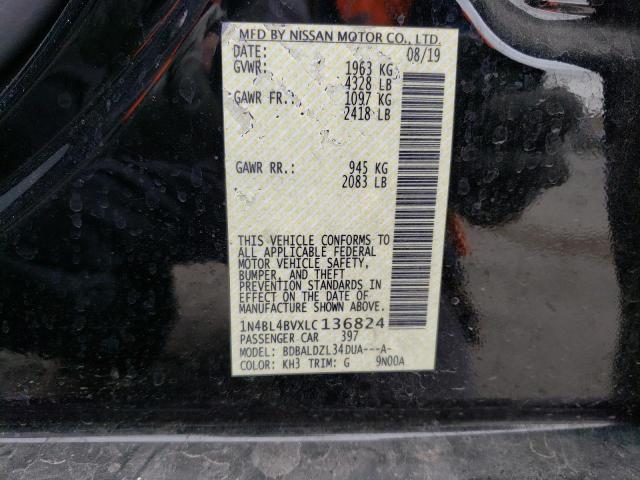 MFD BY NISSAN MOTOR CO., LTD.
DATE: 08/19
GVWR: 1963 KG
4328 LB
GAWR FR.: 1097 KG
2418 LB
GAWR RR.: 945 KG
2083 LB
THIS VEHICLE CONFORMS TO
ALL APPLICABLE FEDERAL
MOTOR VEHICLE SAFETY,
BUMPER, AND THEFT
PREVENTION STANDARDS IN
EFFECT ON THE DATE OF
MANUFACTURE SHOWN ABOVE.
1N4BL4BVXLC136824
PASSENGER CAR 397
MODEL: BDBALDZL34DUA---A-
COLOR: KH3 TRIM: G 9N00A